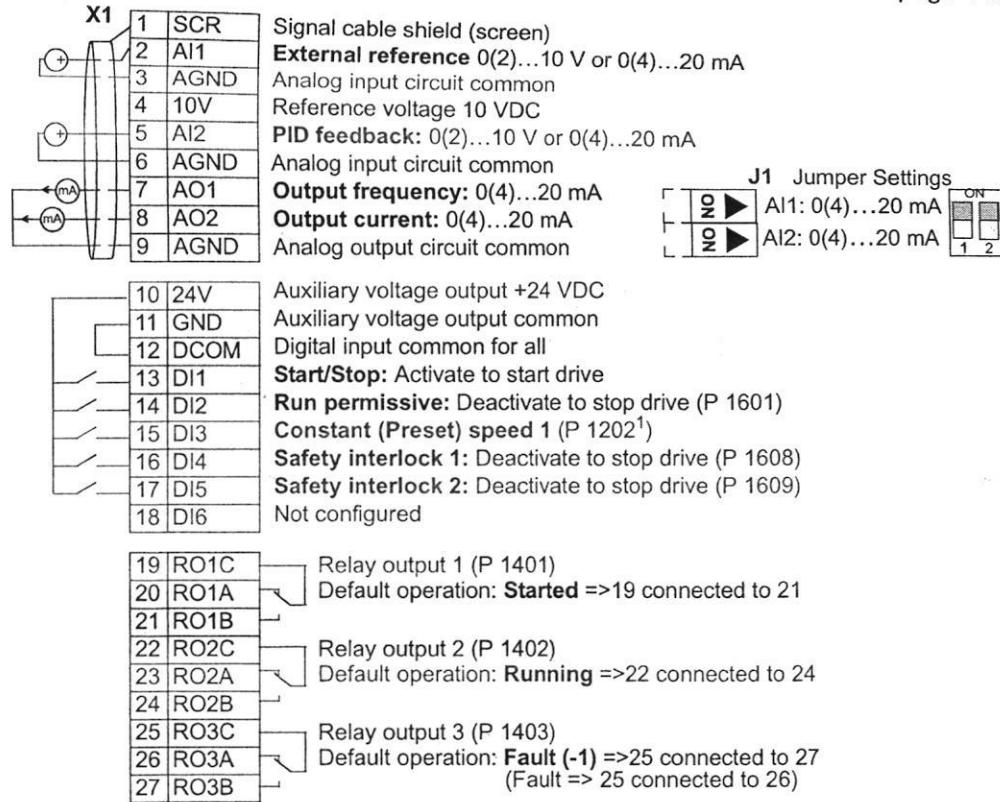 X1
1 SCR Signal cable shield (screen)
2 AI1 External reference 0(2)…10 V or 0(4)…20 mA
3 AGND Analog input circuit common
4 10V Reference voltage 10 VDC
5 AI2 PID feedback: 0(2)…10 V or 0(4)…20 mA
6 AGND Analog input circuit common
7 AO1 Output frequency: 0(4)…20 mA
8 AO2 Output current: 0(4)…20 mA
9 AGND Analog output circuit common
+
+
mA
mA
J1 Jumper Settings
ON AI1: 0(4)…20 mA
ON AI2: 0(4)…20 mA
ON
1 2
10 24V Auxiliary voltage output +24 VDC
11 GND Auxiliary voltage output common
12 DCOM Digital input common for all
13 DI1 Start/Stop: Activate to start drive
14 DI2 Run permissive: Deactivate to stop drive (P 1601)
15 DI3 Constant (Preset) speed 1 (P 1202¹)
16 DI4 Safety interlock 1: Deactivate to stop drive (P 1608)
17 DI5 Safety interlock 2: Deactivate to stop drive (P 1609)
18 DI6 Not configured
19 RO1C Relay output 1 (P 1401)
20 RO1A Default operation: Started =>19 connected to 21
21 RO1B
22 RO2C Relay output 2 (P 1402)
23 RO2A Default operation: Running =>22 connected to 24
24 RO2B
25 RO3C Relay output 3 (P 1403)
26 RO3A Default operation: Fault (-1) =>25 connected to 27
27 RO3B (Fault => 25 connected to 26)